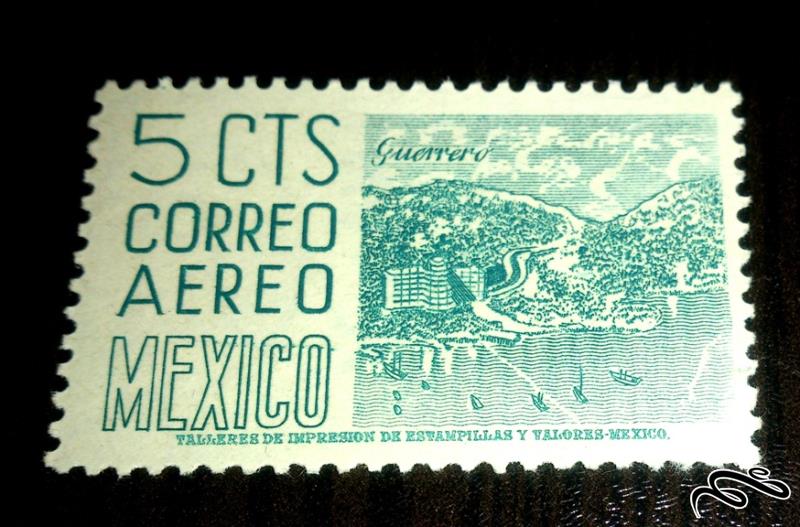 5 CTS
CORREO
AEREO
MEXICO
Guerrero
TALLERES DE IMPRESION DE ESTAMPILLAS Y VALORES-MEXICO.